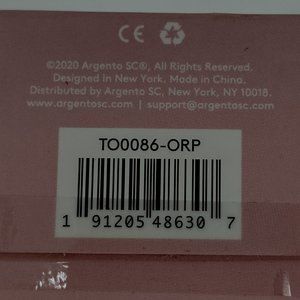 CE
©2020 Argento SC®, All Rights Reserved.
Designed in New York. Made in China.
Distributed by Argento SC, New York, NY 10018.
www.argentosc.com | support@argentosc.com
TO0086-ORP
1 91205 48630 7